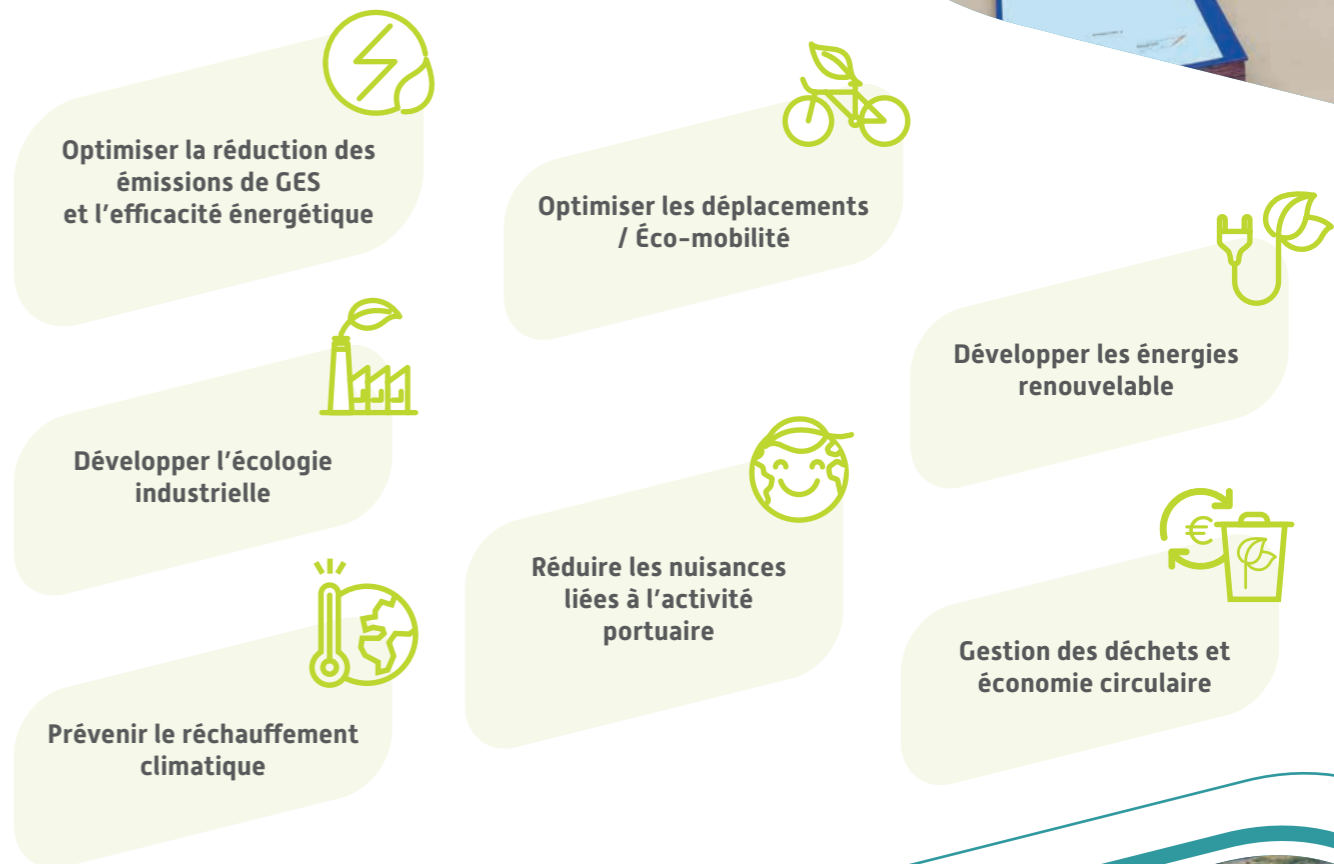 Optimiser la réduction des
émissions de GES
et l'efficacité énergétique
Optimiser les déplacements
/ Éco-mobilité
Développer les énergies
renouvelable
Développer l'écologie
industrielle
Réduire les nuisances
liées à l'activité
portuaire
€
Gestion des déchets et
économie circulaire
Prévenir le réchauffement
climatique